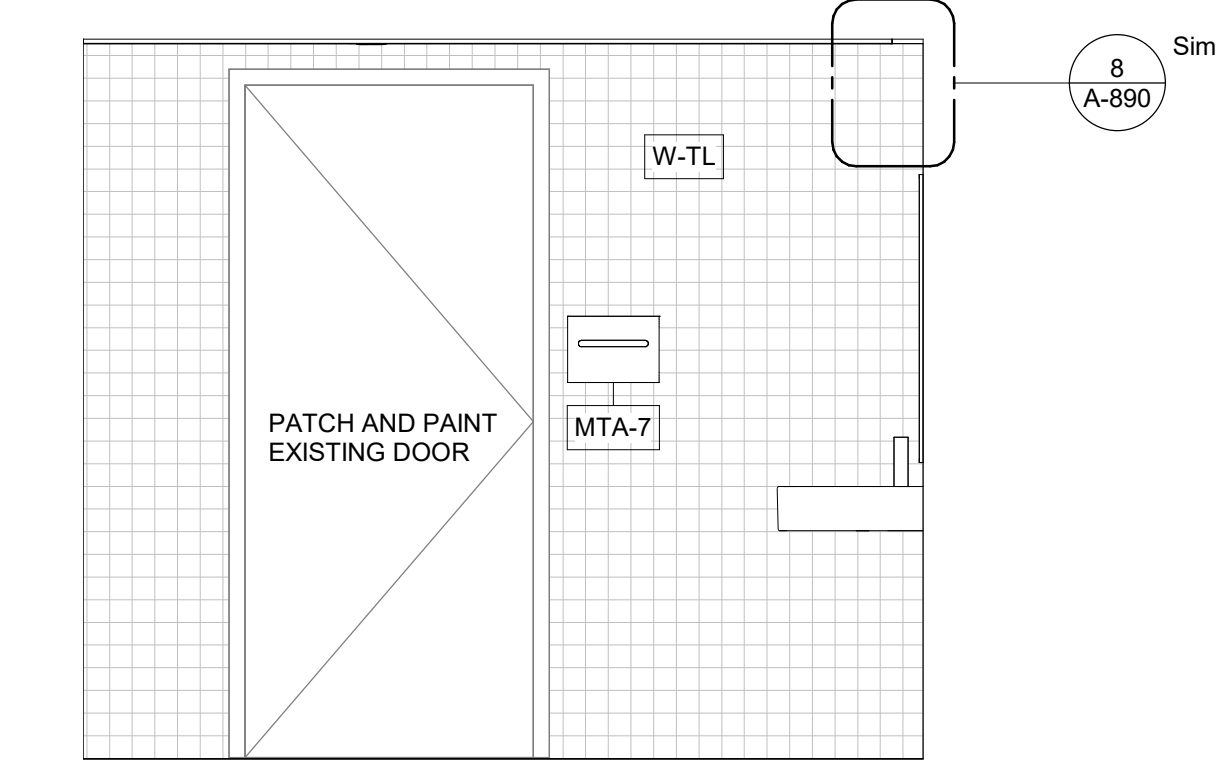 Sim
8
A-890
W-TL
MTA-7
PATCH AND PAINT
EXISTING DOOR